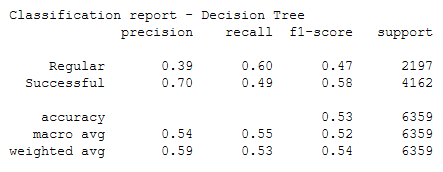 Classification report - Decision Tree
precision recall f1-score support
Regular 0.39 0.60 0.47 2197
Successful 0.70 0.49 0.58 4162
accuracy 0.53 6359
macro avg 0.54 0.55 0.52 6359
weighted avg 0.59 0.53 0.54 6359